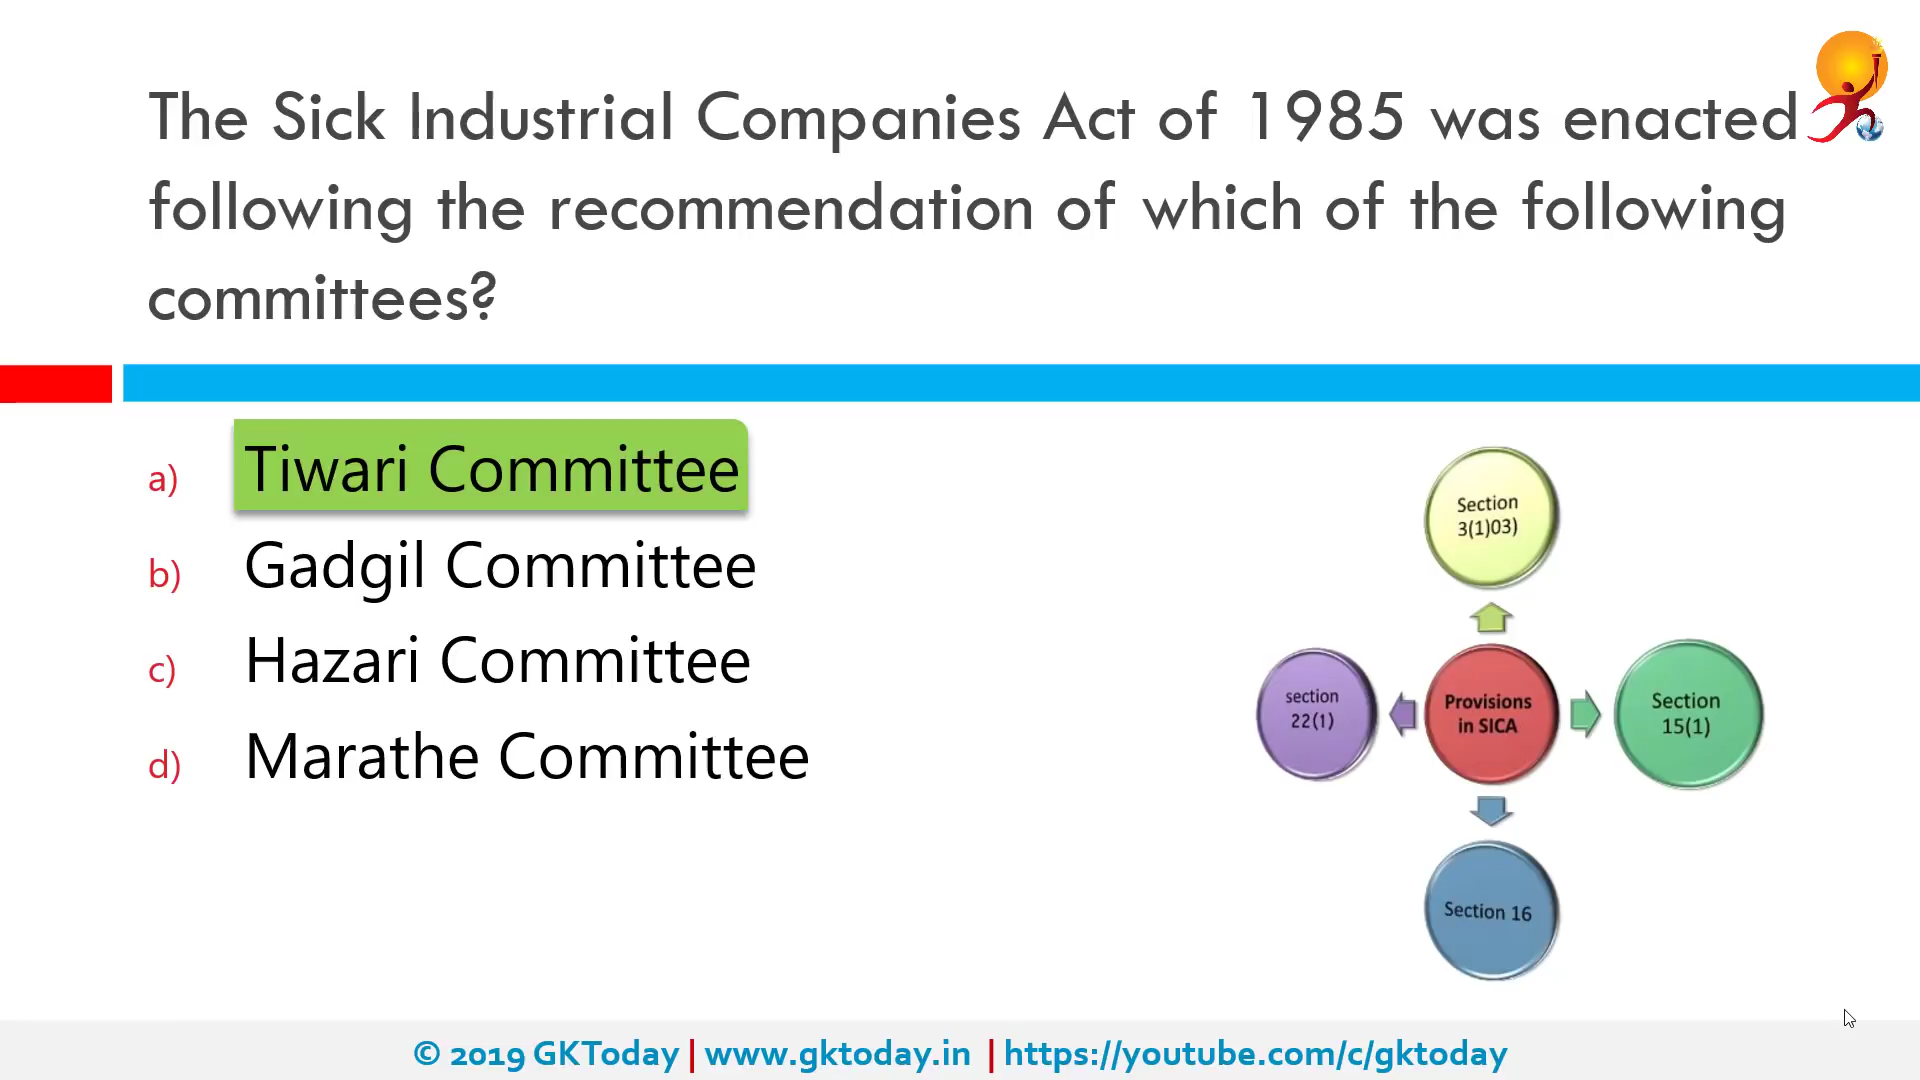 The Sick Industrial Companies Act of 1985 was enacted
following the recommendation of which of the following
committees?
a) Tiwari Committee
b) Gadgil Committee
c) Hazari Committee
d) Marathe Committee
Section
3(1)03)
section
22(1)
Provisions
in SICA
Section
15(1)
Section 16
© 2019 GKToday | www.gktoday.in | https://youtube.com/c/gktoday